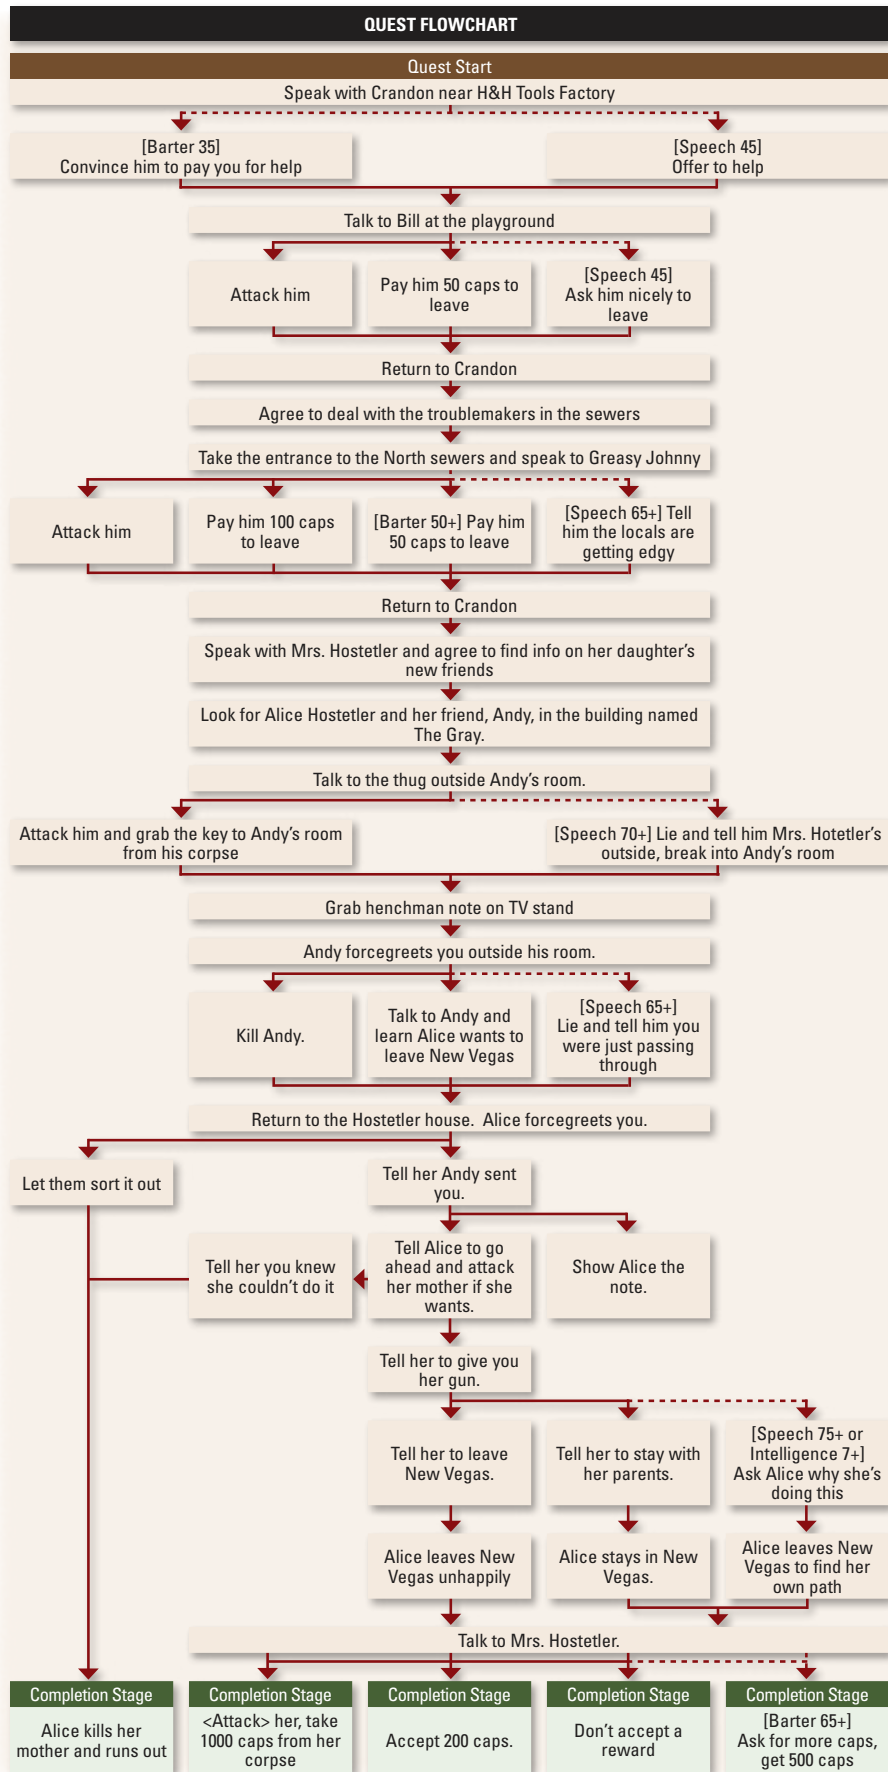 QUEST FLOWCHART
Quest Start
Speak with Crandon near H&H Tools Factory
[Barter 35]
Convince him to pay you for help
[Speech 45]
Offer to help
Talk to Bill at the playground
Attack him
Pay him 50 caps to
leave
[Speech 45]
Ask him nicely to
leave
Return to Crandon
Agree to deal with the troublemakers in the sewers
Take the entrance to the North sewers and speak to Greasy Johnny
Attack him
Pay him 100 caps
to leave
[Barter 50+] Pay him
50 caps to leave
[Speech 65+] Tell
him the locals are
getting edgy
Return to Crandon
Speak with Mrs. Hostetler and agree to find info on her daughter's
new friends
Look for Alice Hostetler and her friend, Andy, in the building named
The Gray.
Talk to the thug outside Andy's room.
Attack him and grab the key to Andy's room
from his corpse
[Speech 70+] Lie and tell him Mrs. Hotetler's
outside, break into Andy's room
Grab henchman note on TV stand
Andy forcegreets you outside his room.
Kill Andy.
Talk to Andy and
learn Alice wants to
leave New Vegas
[Speech 65+]
Lie and tell him you
were just passing
through
Return to the Hostetler house. Alice forcegreets you.
Let them sort it out
Tell her Andy sent
you.
Tell her you knew
she couldn't do it
Tell Alice to go
ahead and attack
her mother if she
wants.
Show Alice the
note.
Tell her to give you
her gun.
Tell her to leave
New Vegas.
Tell her to stay with
her parents.
[Speech 75+ or
Intelligence 7+]
Ask Alice why she's
doing this
Alice leaves New
Vegas unhappily
Alice stays in New
Vegas.
Alice leaves New
Vegas to find her
own path
Talk to Mrs. Hostetler.
Completion Stage
Alice kills her
mother and runs out
Completion Stage
<Attack> her, take
1000 caps from her
corpse
Completion Stage
Accept 200 caps.
Completion Stage
Don't accept a
reward
Completion Stage
[Barter 65+]
Ask for more caps,
get 500 caps